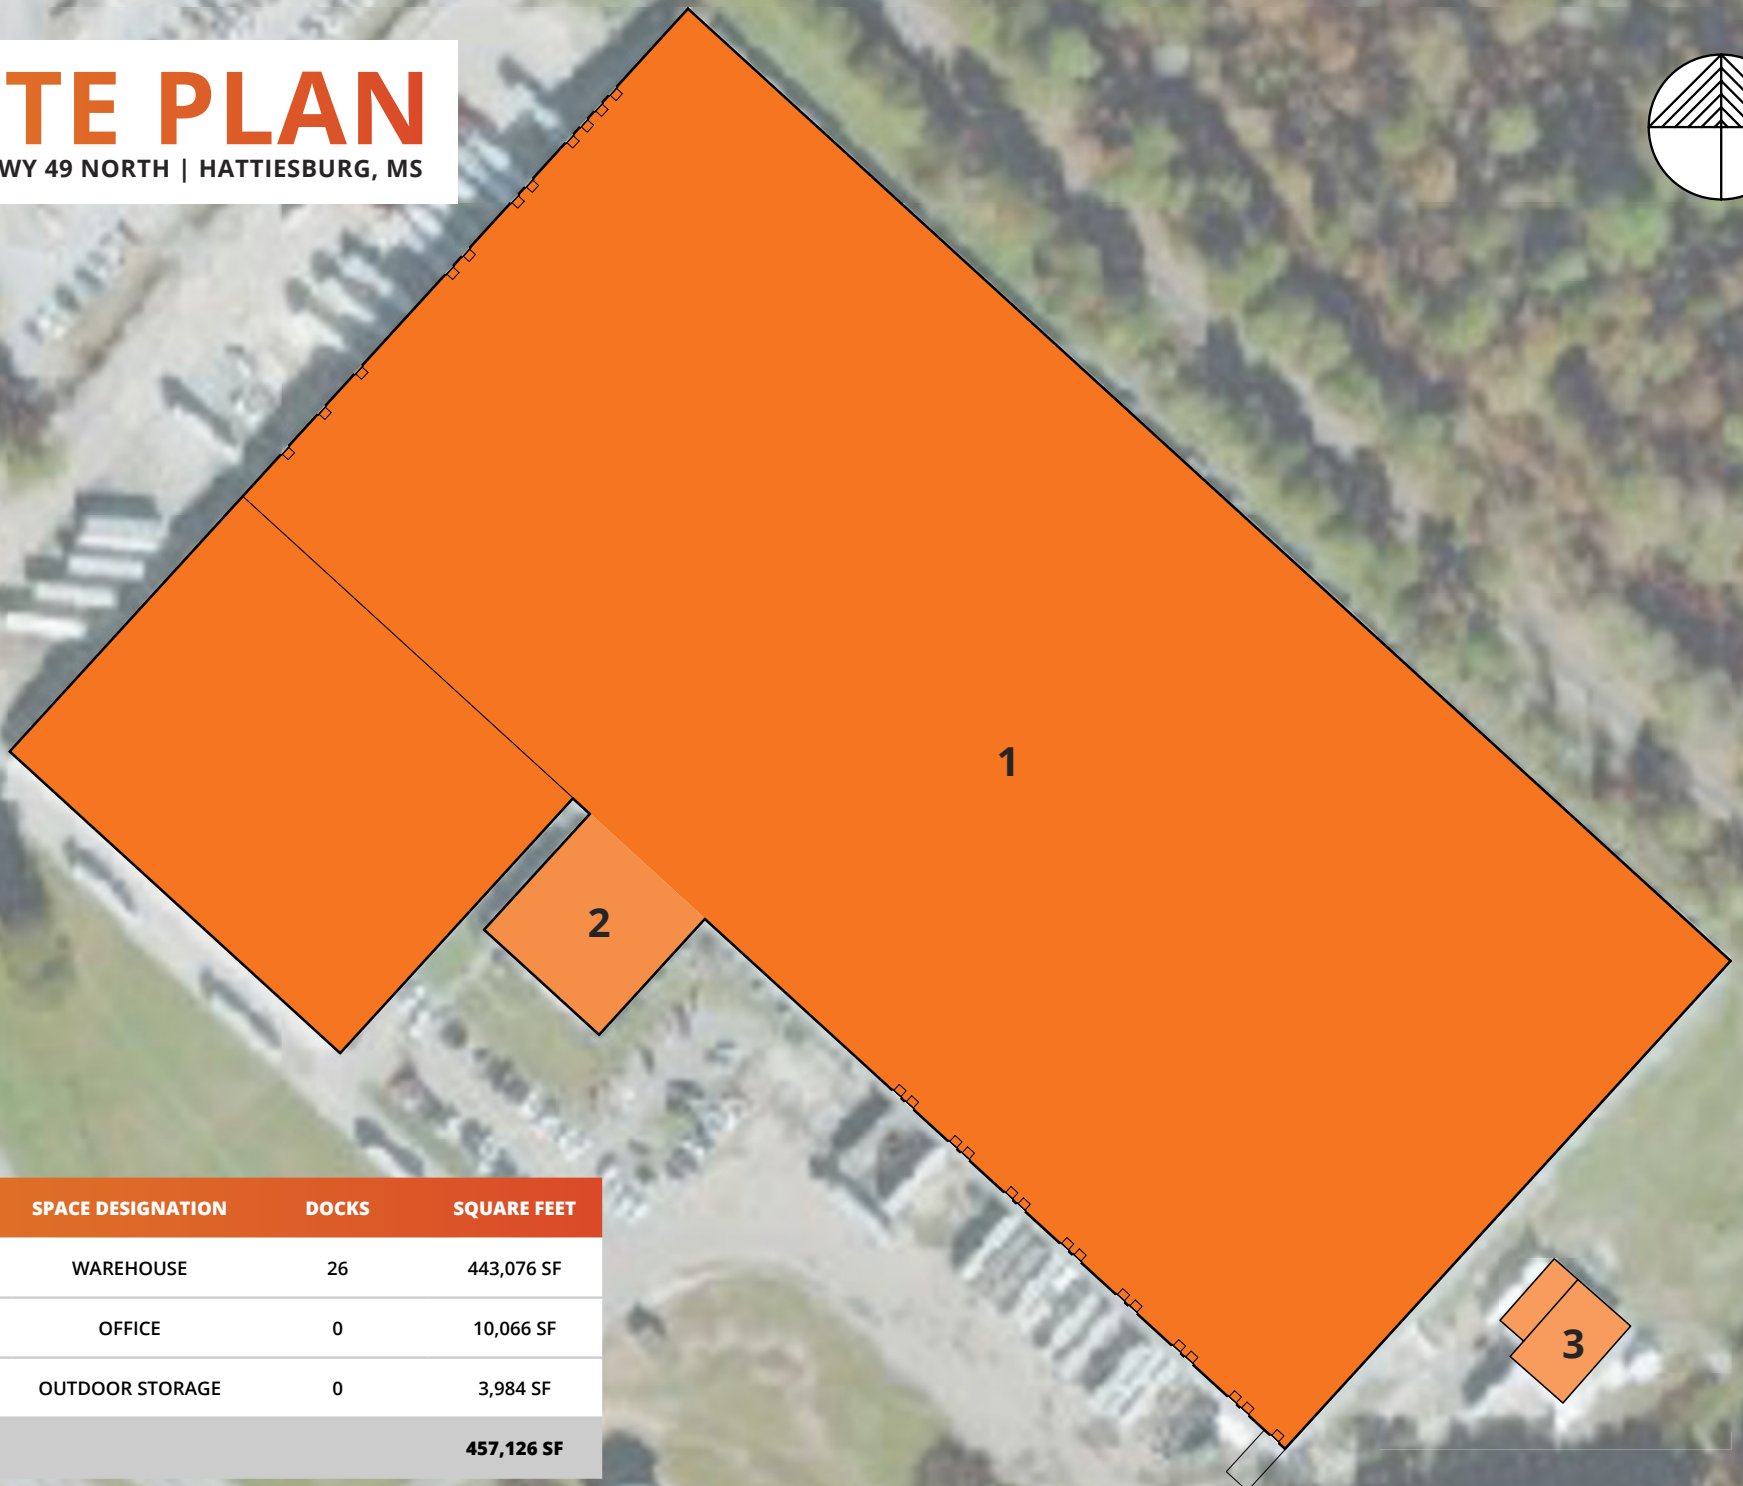 TE PLAN
WY 49 NORTH | HATTIESBURG, MS
1
2
3
SPACE DESIGNATION DOCKS SQUARE FEET
WAREHOUSE 26 443,076 SF
OFFICE 0 10,066 SF
OUTDOOR STORAGE 0 3,984 SF
457,126 SF